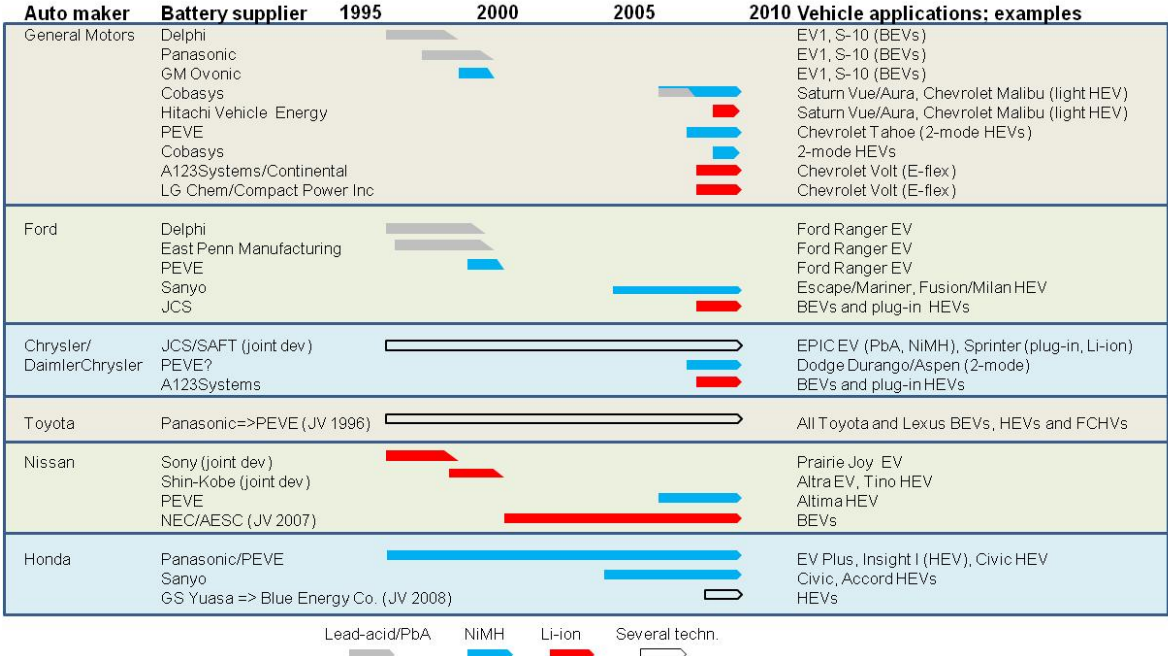 Auto maker Battery supplier 1995 2000 2005 2010 Vehicle applications; examples
General Motors Delphi EV1, S-10 (BEVs)
Panasonic EV1, S-10 (BEVs)
GM Ovonic EV1, S-10 (BEVs)
Cobasys Saturn Vue/Aura, Chevrolet Malibu (light HEV)
Hitachi Vehicle Energy Saturn Vue/Aura, Chevrolet Malibu (light HEV)
PEVE Chevrolet Tahoe (2-mode HEVs)
Cobasys 2-mode HEVs
A123Systems/Continental Chevrolet Volt (E-flex)
LG Chem/Compact Power Inc Chevrolet Volt (E-flex)
Ford Delphi Ford Ranger EV
East Penn Manufacturing Ford Ranger EV
PEVE Ford Ranger EV
Sanyo Escape/Mariner, Fusion/Milan HEV
JCS BEVs and plug-in HEVs
Chrysler/ JCS/SAFT (joint dev) EPIC EV (PbA, NiMH), Sprinter (plug-in, Li-ion)
DaimlerChrysler PEVE? Dodge Durango/Aspen (2-mode)
A123Systems BEVs and plug-in HEVs
Toyota Panasonic=>PEVE (JV 1996) All Toyota and Lexus BEVs, HEVs and FCHVs
Nissan Sony (joint dev) Prairie Joy EV
Shin-Kobe (joint dev) Altra EV, Tino HEV
PEVE Altima HEV
NEC/AESC (JV 2007) BEVs
Honda Panasonic/PEVE EV Plus, Insight I (HEV), Civic HEV
Sanyo Civic, Accord HEVs
GS Yuasa => Blue Energy Co. (JV 2008) HEVs
Lead-acid/PbA NiMH Li-ion Several techn.